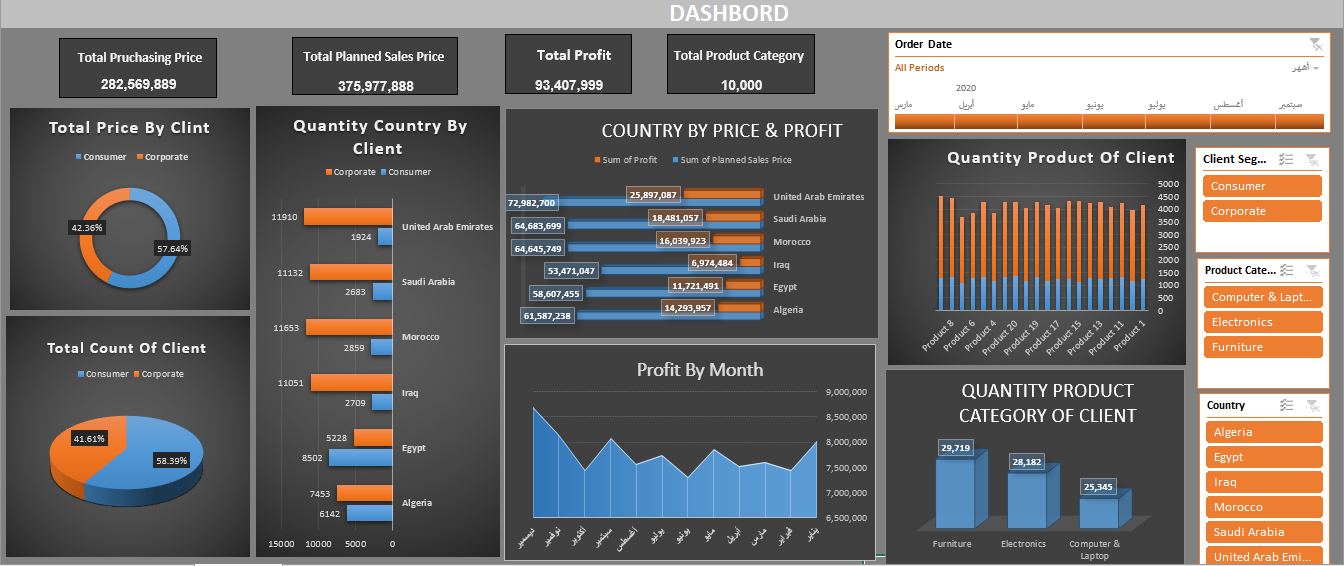 DASHBORD
Total Pruchasing Price
282,569,889
Total Planned Sales Price
375,977,888
Total Profit
93,407,999
Total Product Category
10,000
Order Date
All Periods
أشهر
2020
مارس
أبريل
مايو
يونيو
يوليو
أغسطس
سبتمبر
Total Price By Clint
Consumer
Corporate
42.36%
57.64%
Total Count Of Client
Consumer
Corporate
41.61%
58.39%
Quantity Country By
Client
Corporate
Consumer
11910
1924
United Arab Emirates
11132
2683
Saudi Arabia
11653
2859
Morocco
11051
2709
Iraq
5228
8502
Egypt
7453
6142
Algeria
15000
10000
5000
0
COUNTRY BY PRICE & PROFIT
Sum of Profit
Sum of Planned Sales Price
25,897,087
72,982,700
United Arab Emirates
18,481,057
64,683,699
Saudi Arabia
16,039,923
64,645,749
Morocco
6,974,484
53,471,047
Iraq
11,721,491
58,607,455
Egypt
14,293,957
61,587,238
Algeria
Profit By Month
9,000,000
8,500,000
8,000,000
7,500,000
7,000,000
6,500,000
ديسمبر
نوفمبر
أكتوبر
سبتمبر
أغسطس
يوليو
يونيو
مايو
أبريل
مارس
فبراير
يناير
Quantity Product Of Client
5000
4500
4000
3500
3000
2500
2000
1500
1000
500
0
Product 8
Product 6
Product 4
Product 20
Product 19
Product 17
Product 15
Product 13
Product 11
Product 1
QUANTITY PRODUCT
CATEGORY OF CLIENT
29,719
28,182
25,345
Furniture
Electronics
Computer &
Laptop
Client Seg...
Consumer
Corporate
Product Cate...
Computer & Lapt...
Electronics
Furniture
Country
Algeria
Egypt
Iraq
Morocco
Saudi Arabia
United Arab Emi...